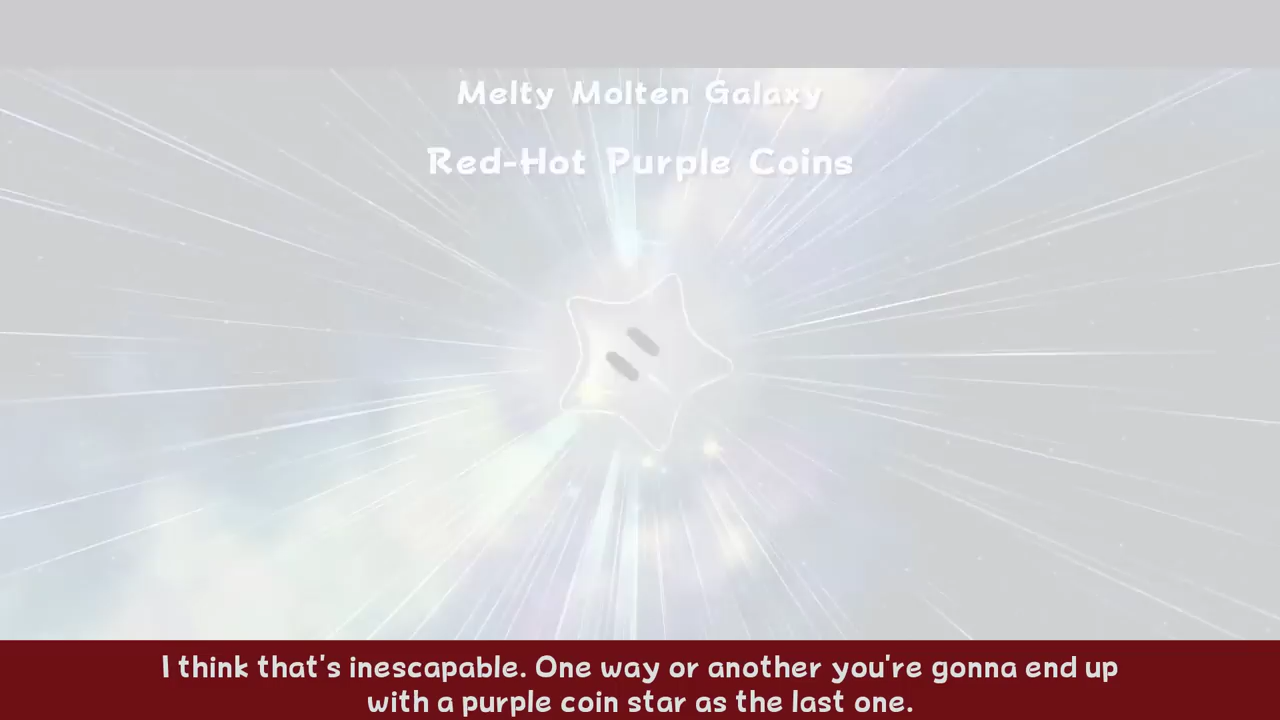 Melty Molten Galaxy
Red-Hot Purple Coins
I think that's inescapable. One way or another you're gonna end up
with a purple coin star as the last one.